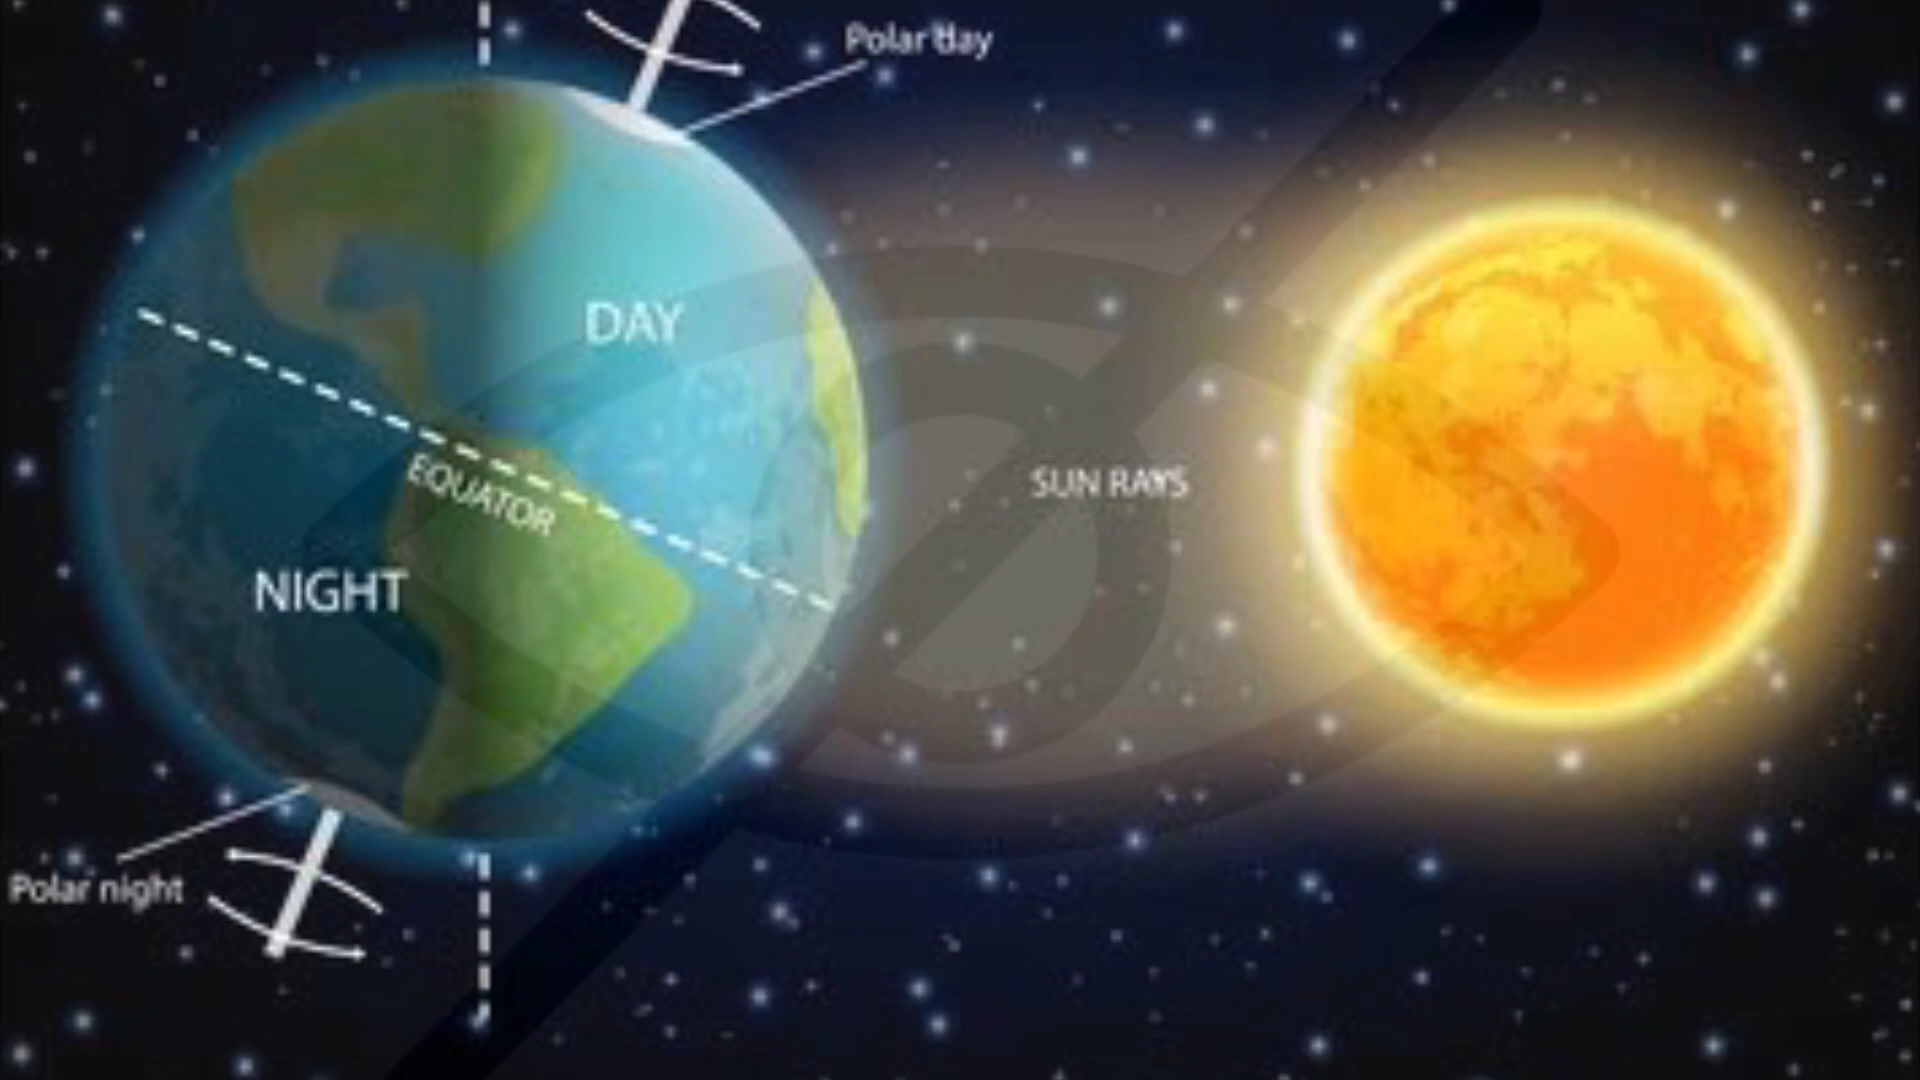 Polar day
DAY
EQUATOR
SUN RAYS
NIGHT
Polar night